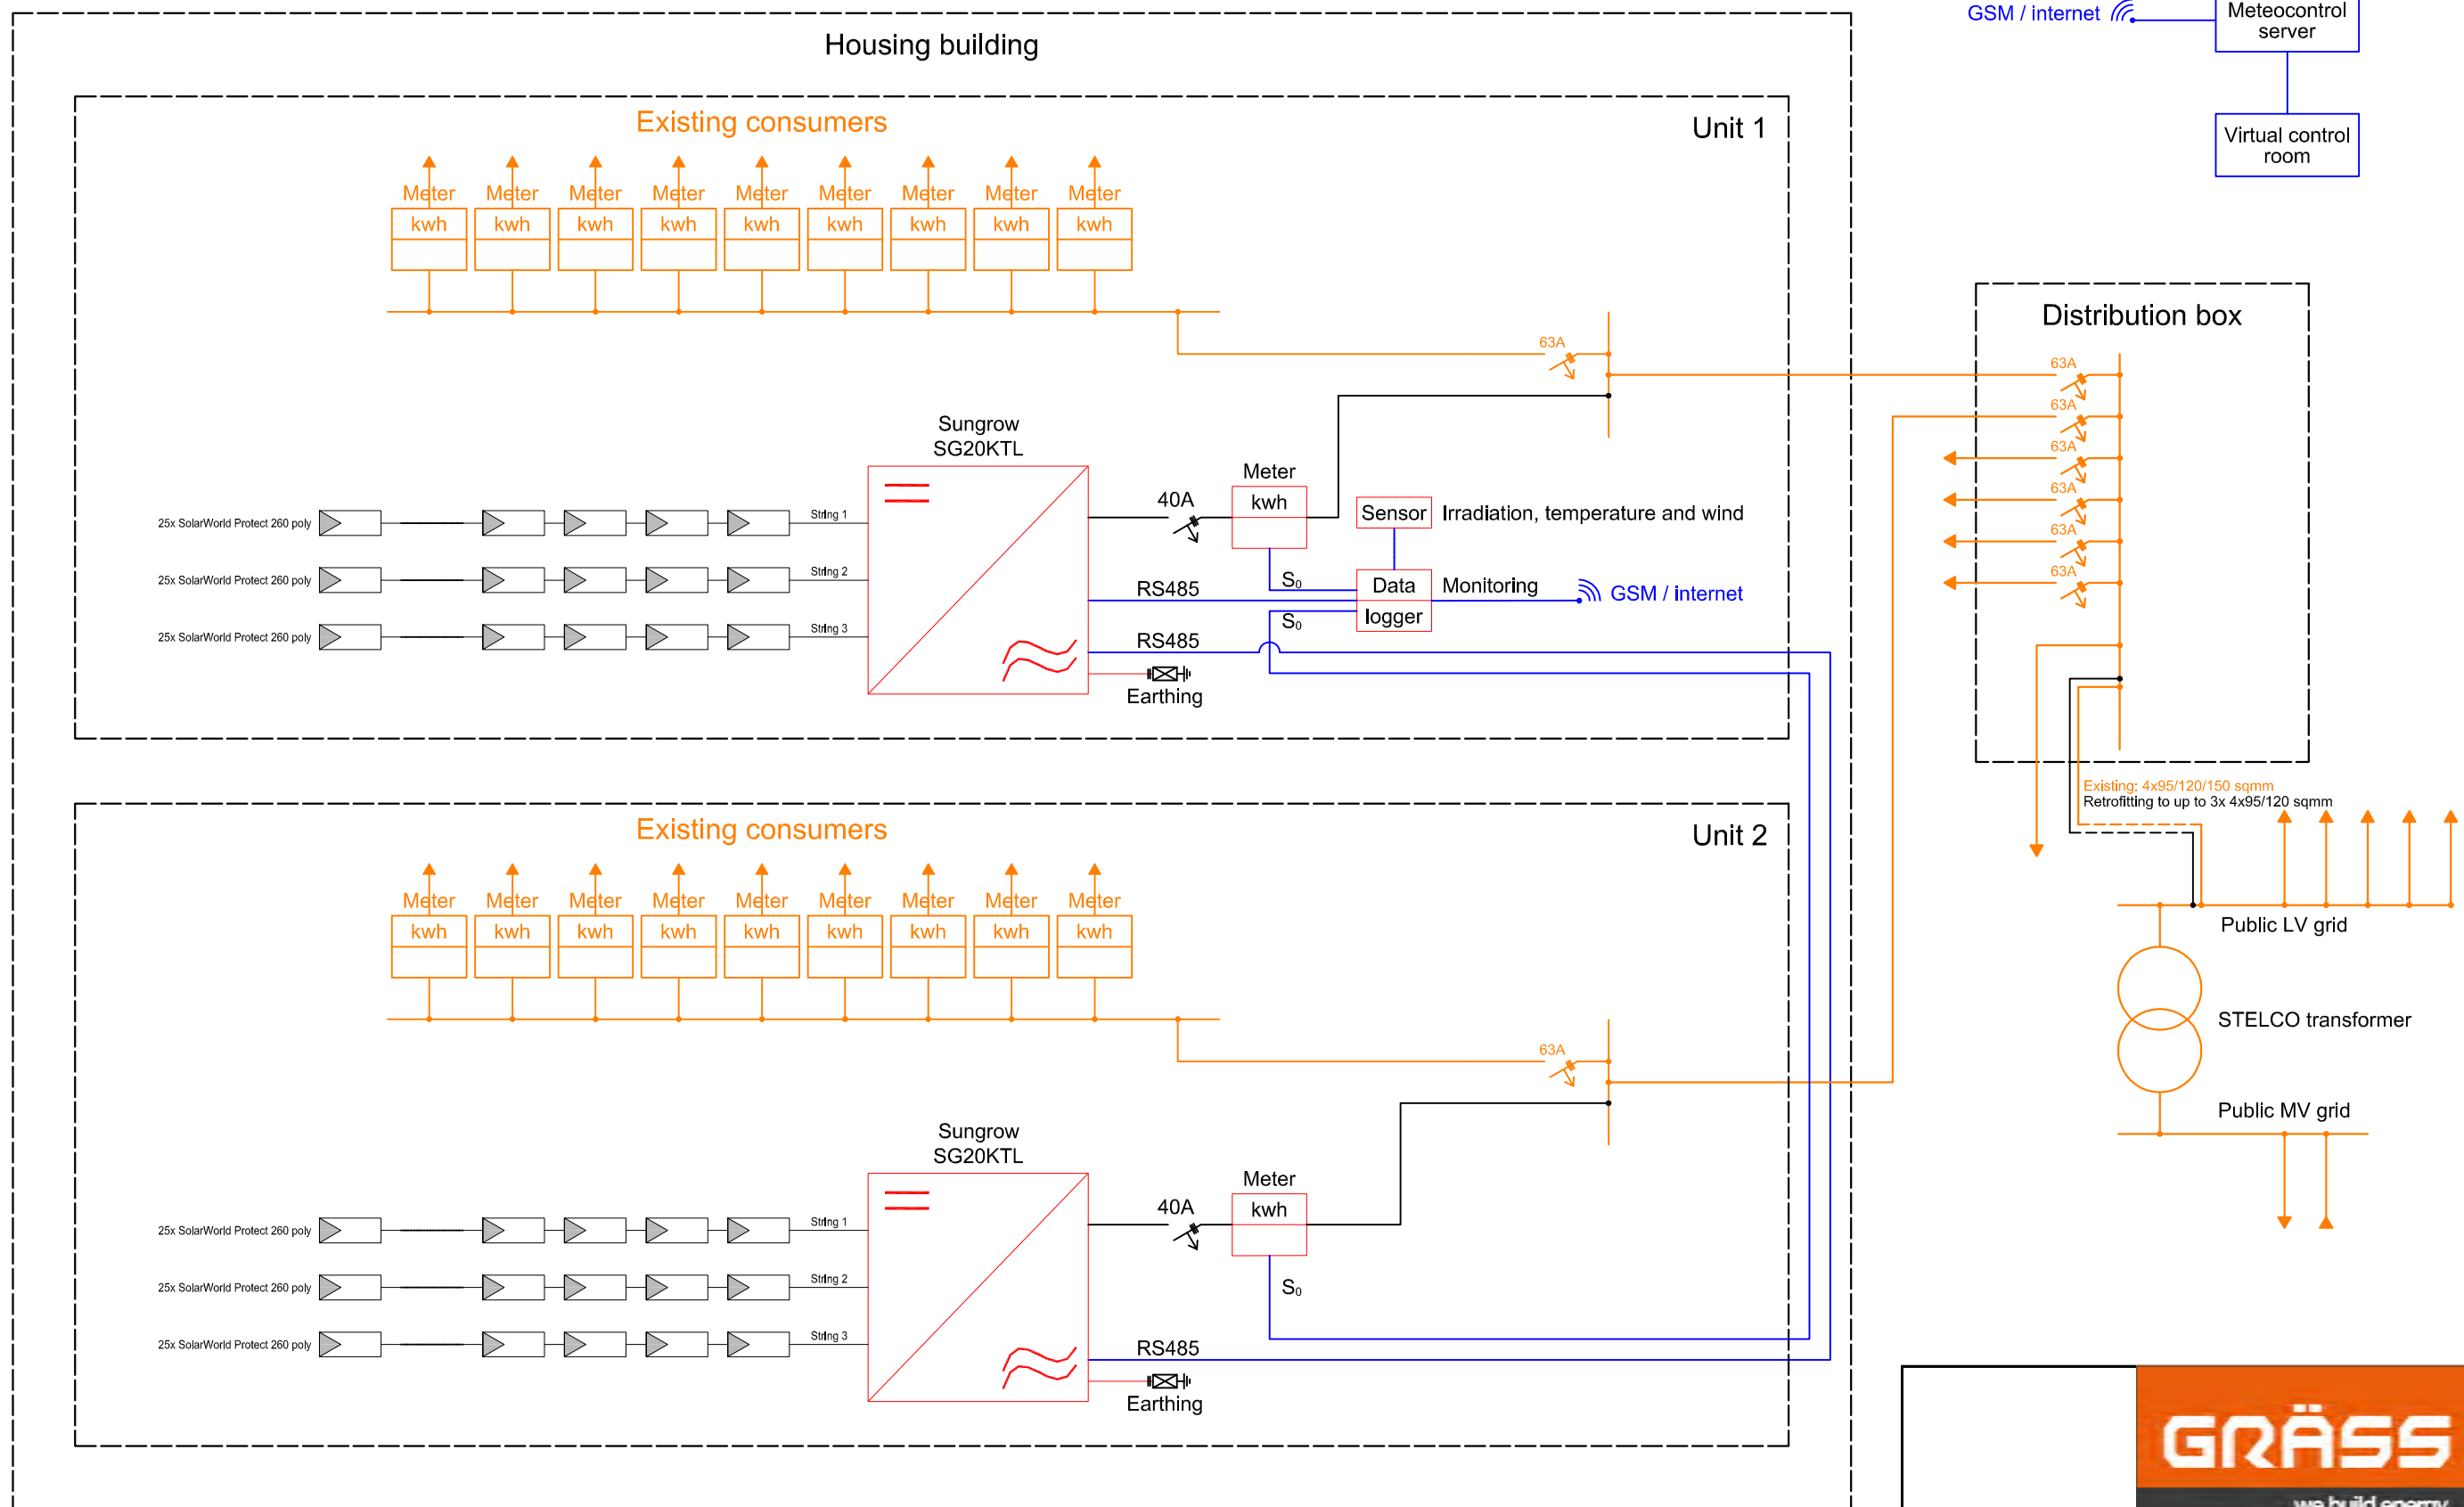 Housing building
GSM / internet
Meteocontrol
server
Virtual control
room
Existing consumers
Unit 1
Meter Meter Meter Meter Meter Meter Meter Meter Meter
kwh kwh kwh kwh kwh kwh kwh kwh kwh
63A
Distribution box
63A
63A
63A
63A
63A
63A
Sungrow
SG20KTL
25x SolarWorld Protect 260 poly
String 1
25x SolarWorld Protect 260 poly
String 2
25x SolarWorld Protect 260 poly
String 3
40A
Meter
kwh
Sensor
Irradiation, temperature and wind
S₀
RS485
Data
logger
Monitoring
GSM / internet
S₀
RS485
Earthing
Existing: 4x95/120/150 sqmm
Retrofitting to up to 3x 4x95/120 sqmm
Public LV grid
STELCO transformer
Public MV grid
Existing consumers
Unit 2
Meter Meter Meter Meter Meter Meter Meter Meter Meter
kwh kwh kwh kwh kwh kwh kwh kwh kwh
63A
Sungrow
SG20KTL
25x SolarWorld Protect 260 poly
String 1
25x SolarWorld Protect 260 poly
String 2
25x SolarWorld Protect 260 poly
String 3
40A
Meter
kwh
S₀
RS485
Earthing
GRÄSS
we build energy